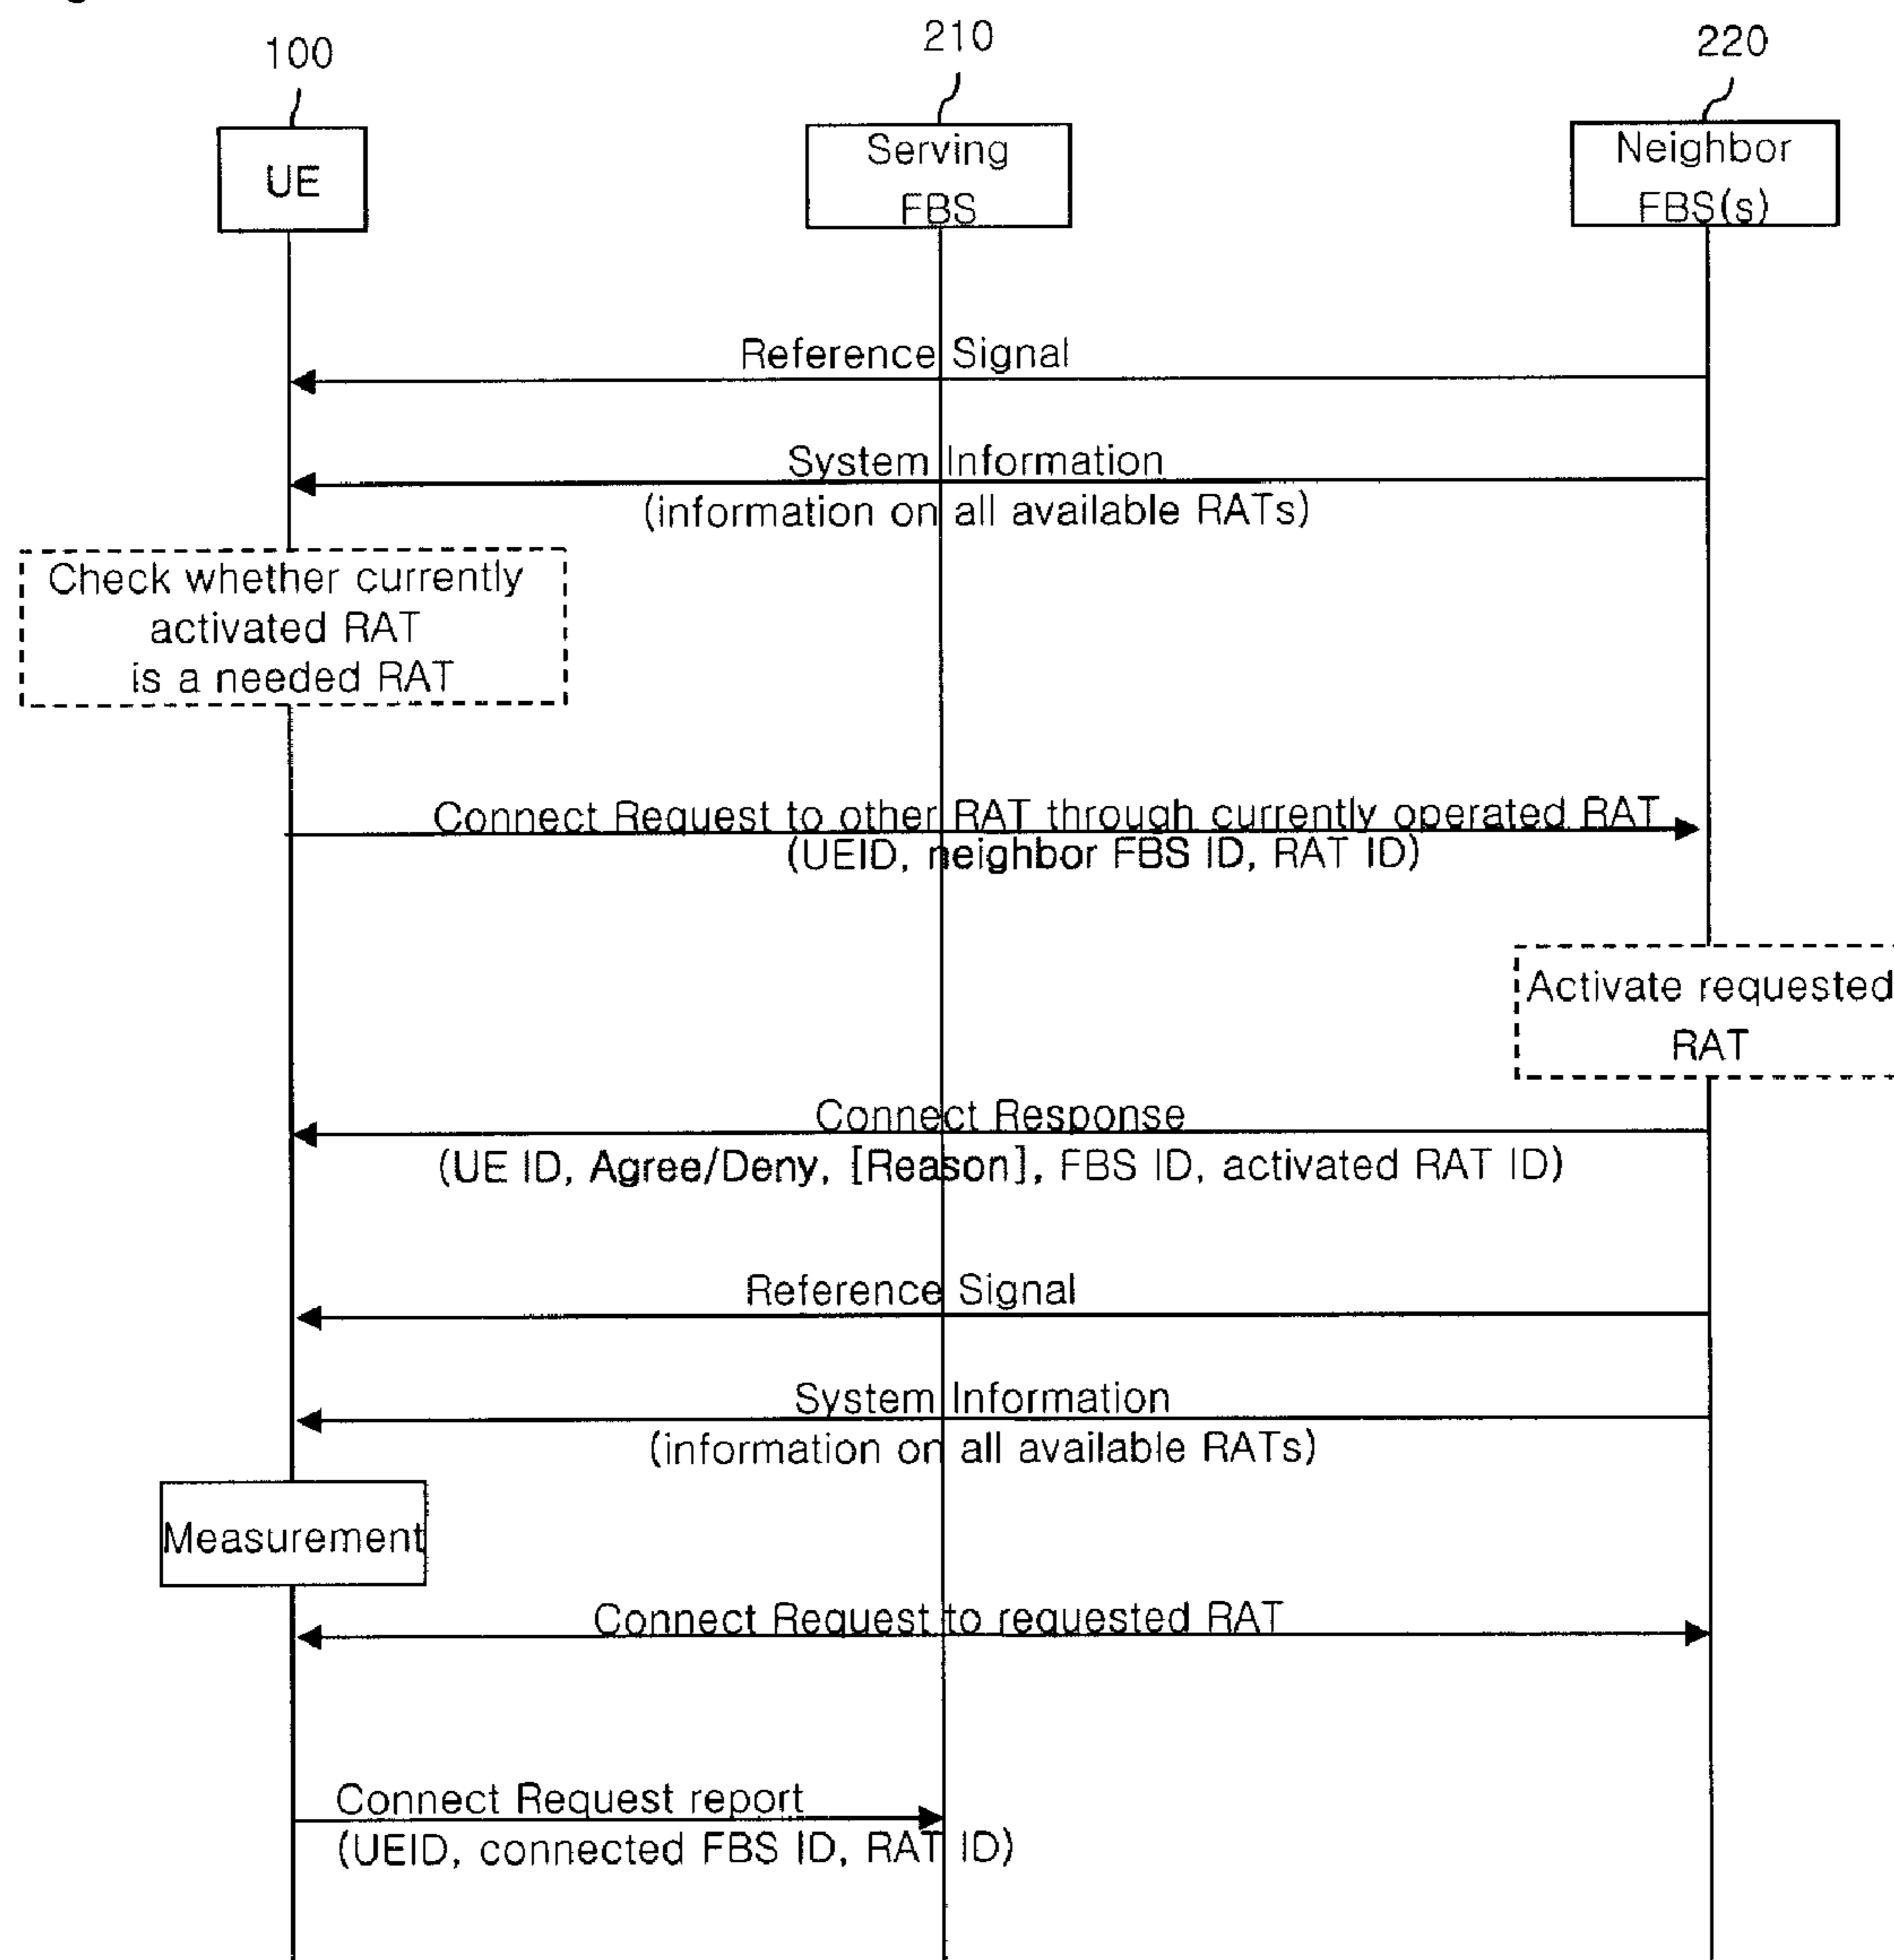 100
210
220
UE
Serving
FBS
Neighbor
FBS(s)
Reference Signal
System Information
(information on all available RATs)
Check whether currently
activated RAT
is a needed RAT
Connect Request to other RAT through currently operated RAT
(UEID, neighbor FBS ID, RAT ID)
Activate requested
RAT
Connect Response
(UE ID, Agree/Deny, [Reason], FBS ID, activated RAT ID)
Reference Signal
System Information
(information on all available RATs)
Measurement
Connect Request to requested RAT
Connect Request report
(UEID, connected FBS ID, RAT ID)